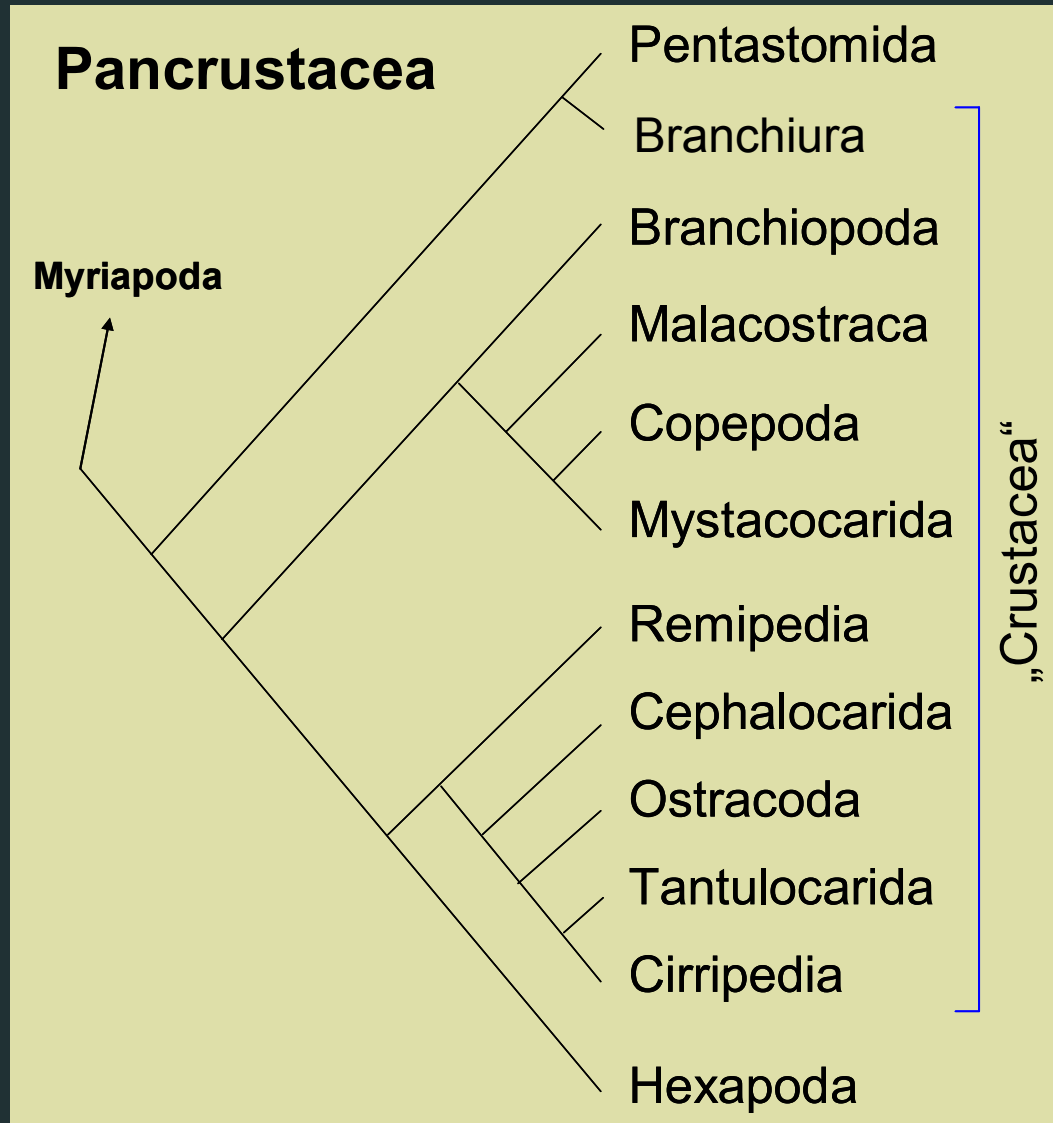 Pancrustacea
Myriapoda
Pentastomida
Branchiura
Branchiopoda
Malacostraca
Copepoda
Mystacocarida
Remipedia
Cephalocarida
Ostracoda
Tantulocarida
Cirripedia
Hexapoda
„Crustacea“